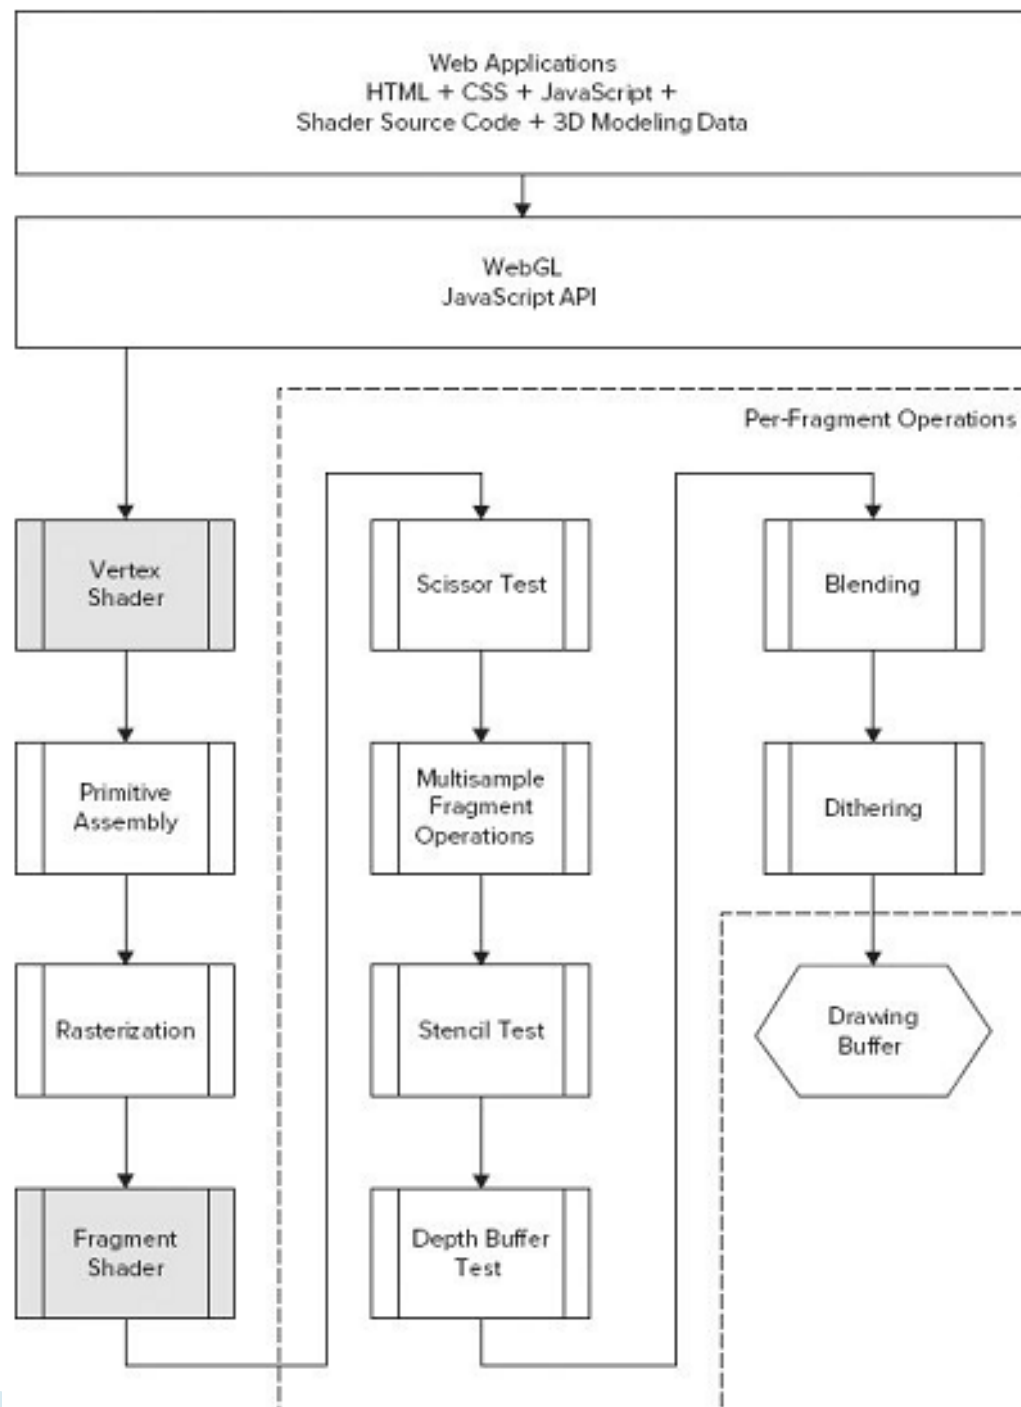 Web Applications
HTML + CSS + JavaScript +
Shader Source Code + 3D Modeling Data
WebGL
JavaScript API
Per-Fragment Operations
Vertex
Shader
Primitive
Assembly
Rasterization
Fragment
Shader
Scissor Test
Multisample
Fragment
Operations
Stencil Test
Depth Buffer
Test
Blending
Dithering
Drawing
Buffer